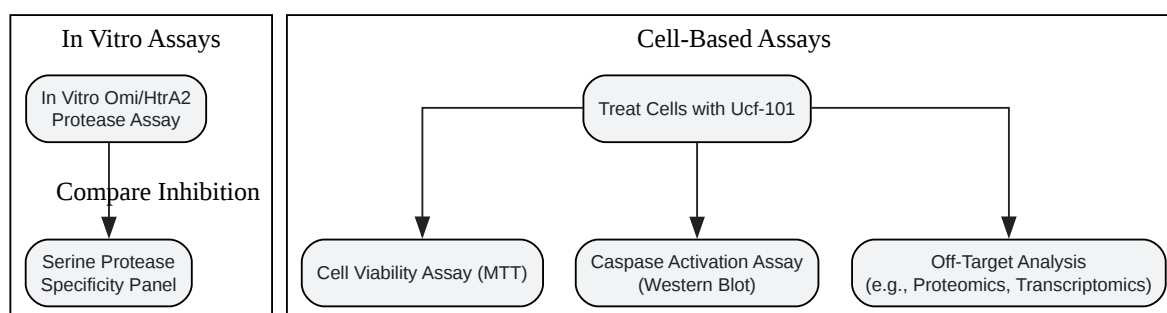 In Vitro Assays
In Vitro Omi/HtrA2
Protease Assay
Compare Inhibition
Serine Protease
Specificity Panel
Cell-Based Assays
Treat Cells with Ucf-101
Cell Viability Assay (MTT)
Caspase Activation Assay
(Western Blot)
Off-Target Analysis
(e.g., Proteomics, Transcriptomics)